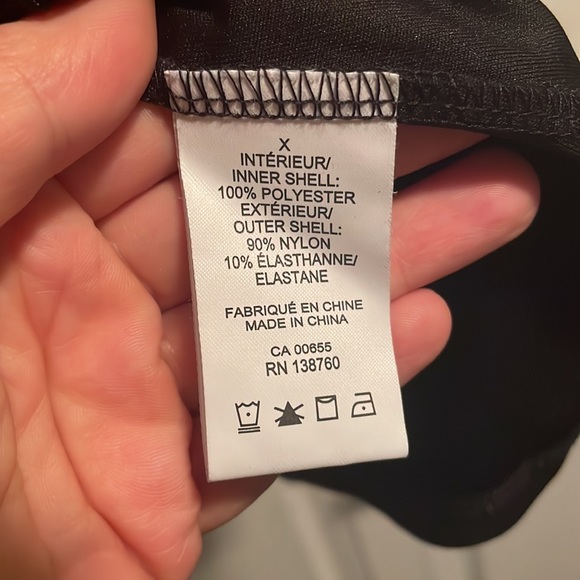 X
INTÉRIEUR/
INNER SHELL:
100% POLYESTER
EXTÉRIEUR/
OUTER SHELL:
90% NYLON
10% ÉLASTHANNE/
ELASTANE
FABRIQUÉ EN CHINE
MADE IN CHINA
CA 00655
RN 138760